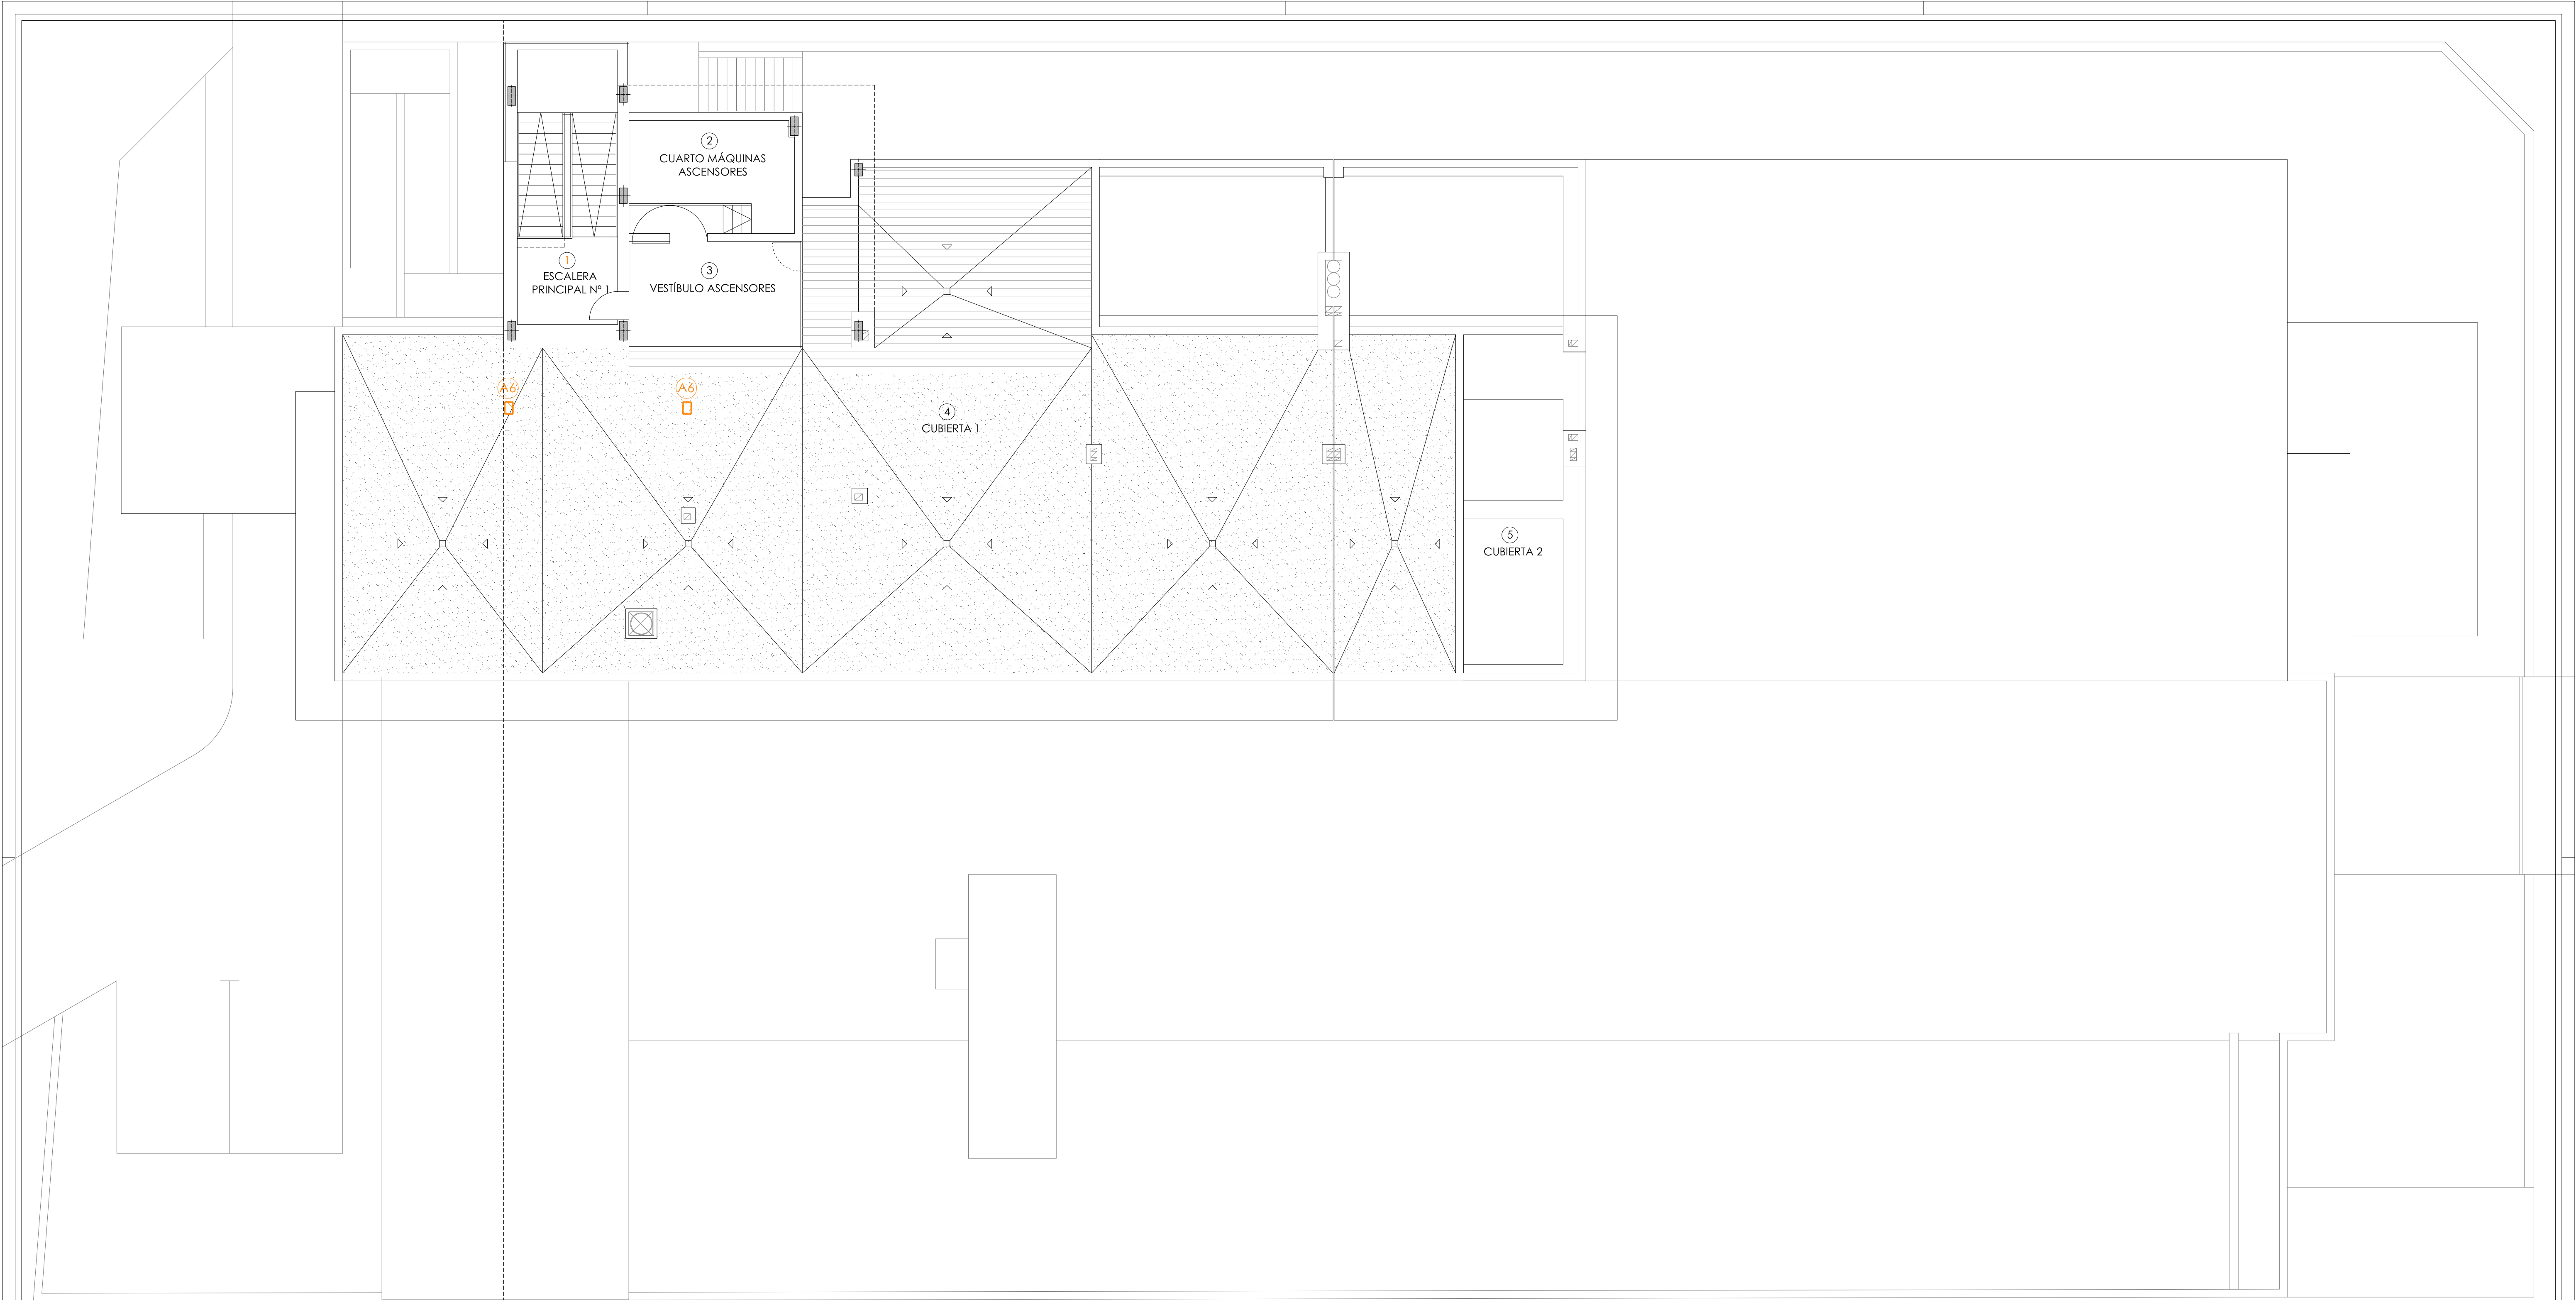 2
CUARTO MÁQUINAS
ASCENSORES
1
ESCALERA
PRINCIPAL Nº 1
3
VESTÍBULO ASCENSORES
A6
A6
4
CUBIERTA 1
5
CUBIERTA 2